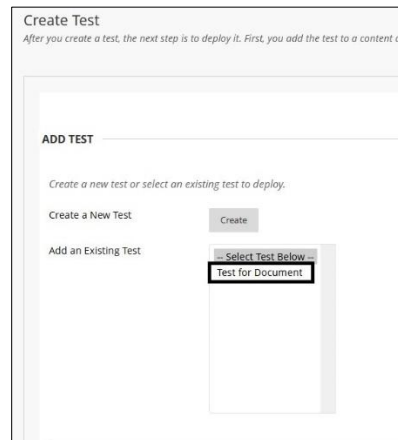 Create Test
After you create a test, the next step is to deploy it. First, you add the test to a content
ADD TEST
Create a new test or select an existing test to deploy.
Create a New Test
Create
Add an Existing Test
-- Select Test Below --
Test for Document